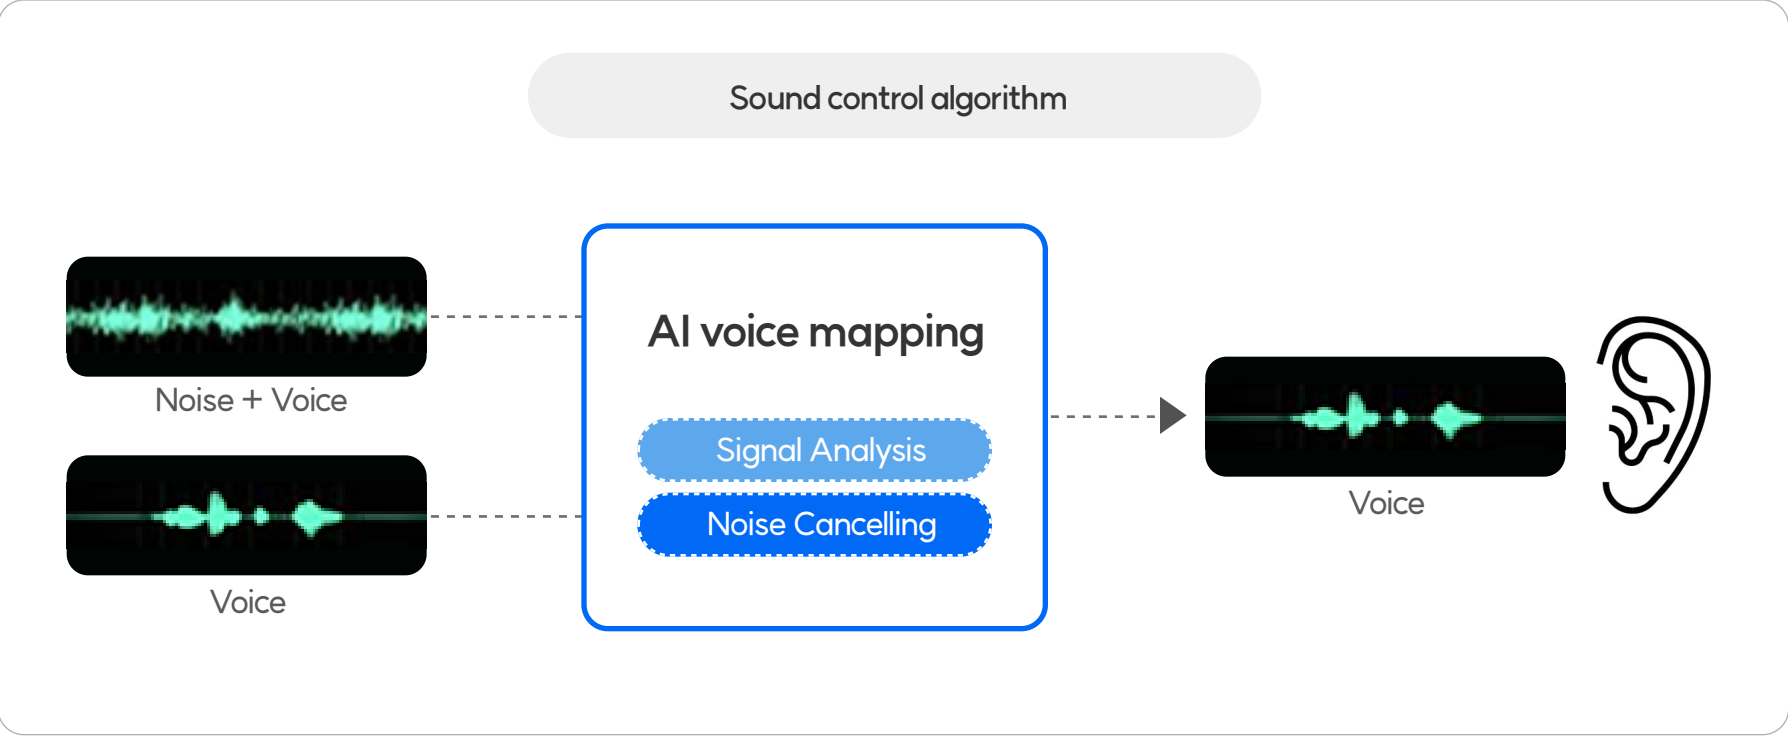 Sound control algorithm
Noise + Voice
Voice
AI voice mapping
Signal Analysis
Noise Cancelling
Voice